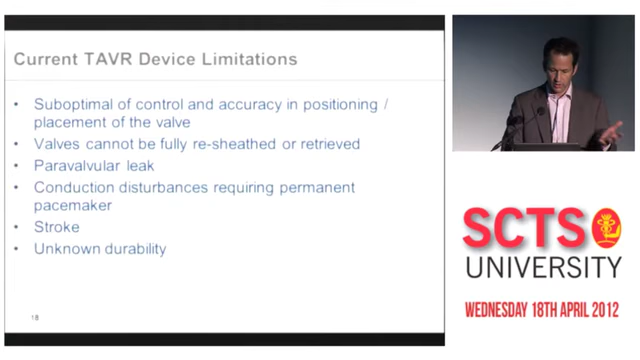 Current TAVR Device Limitations
• Suboptimal of control and accuracy in positioning /
placement of the valve
• Valves cannot be fully re-sheathed or retrieved
• Paravalvular leak
• Conduction disturbances requiring permanent
pacemaker
• Stroke
• Unknown durability
18
SCTS
UNIVERSITY
WEDNESDAY 18TH APRIL 2012